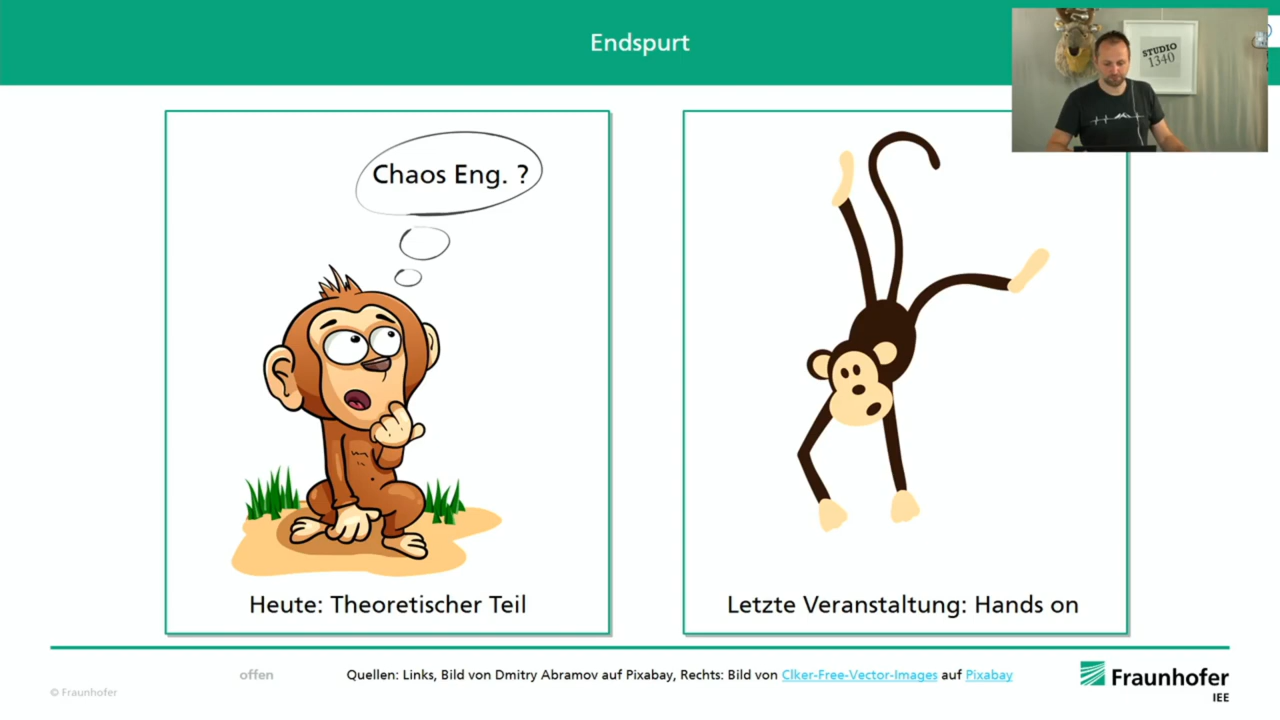 Endspurt
STUDIO
1340
Chaos Eng. ?
Heute: Theoretischer Teil
Letzte Veranstaltung: Hands on
offen
Quellen: Links, Bild von Dmitry Abramov auf Pixabay, Rechts: Bild von Clker-Free-Vector-Images auf Pixabay
© Fraunhofer
Fraunhofer
IEE